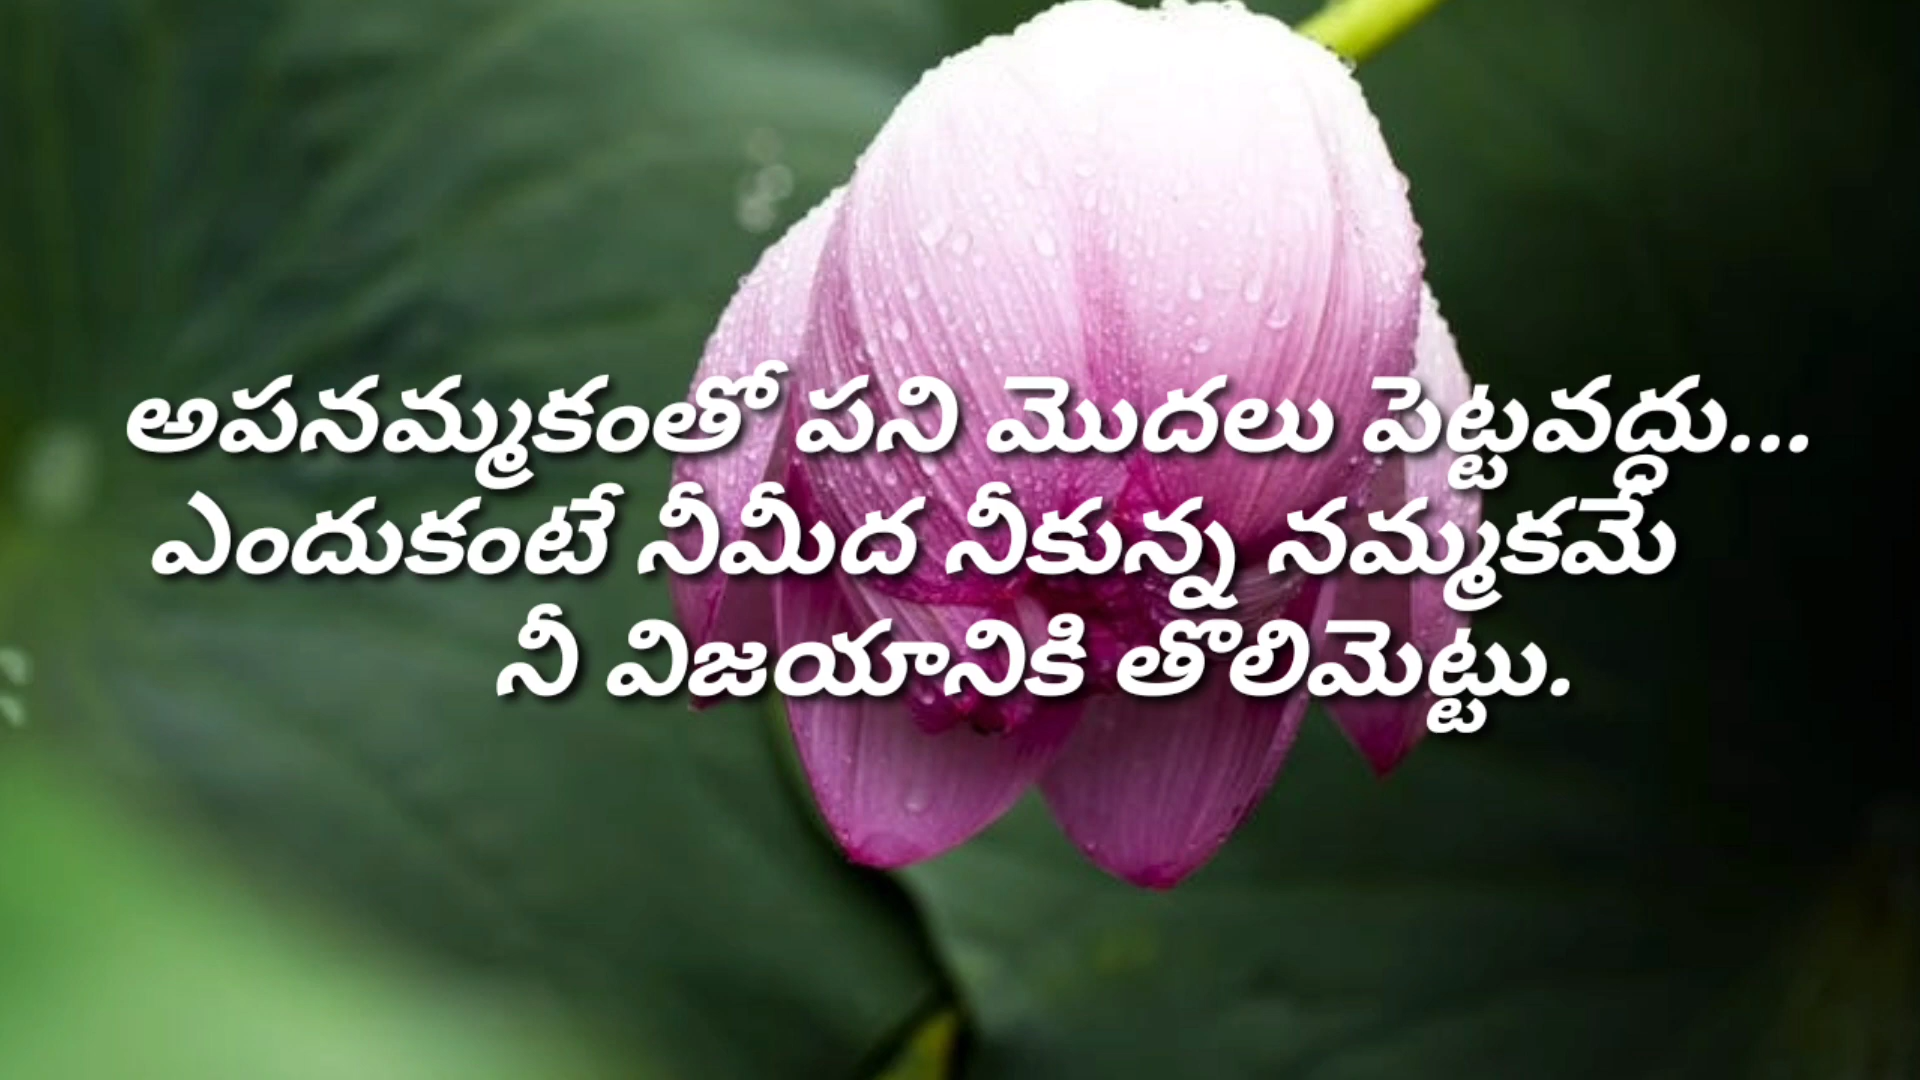 అపనమ్మకంతో పని మొదలు పెట్టవద్దు...
ఎందుకంటే నీమీద నీకున్న నమ్మకమే
నీ విజయానికి తొలిమెట్టు.